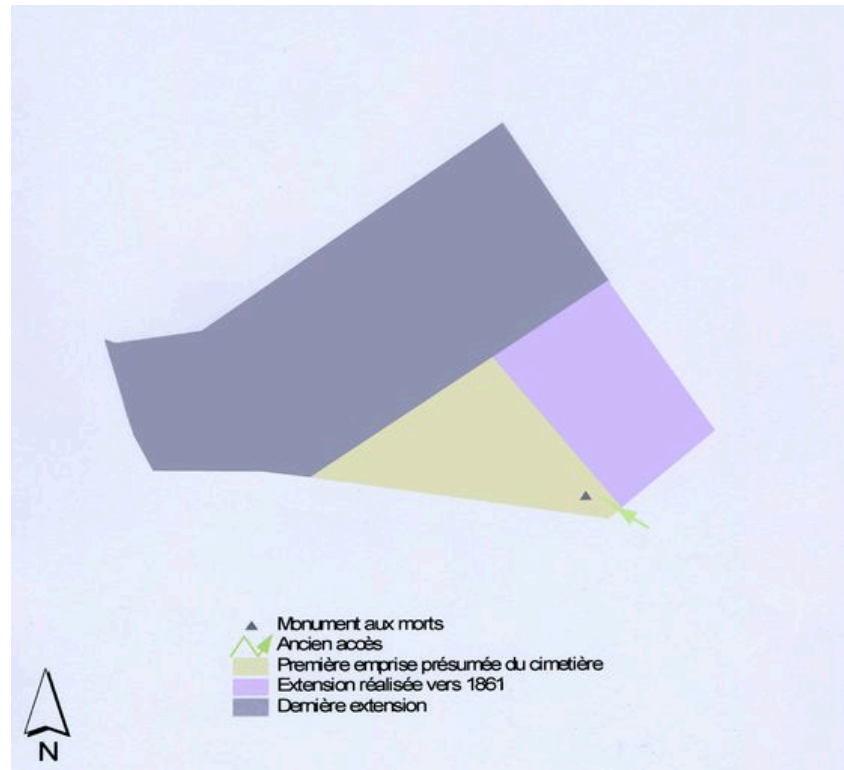 Monument aux morts
Ancien accès
Première emprise présumée du cimetière
Extension réalisée vers 1861
Dernière extension
N